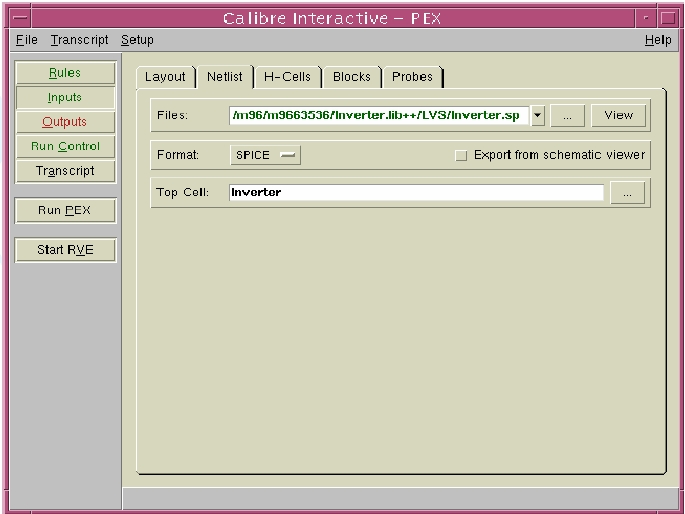 Calibre Interactive - PEX
File Transcript Setup Help
Rules
Inputs
Outputs
Run Control
Transcript
Run PEX
Start RVE
Layout Netlist H-Cells Blocks Probes
Files: /m96/m9663536/Inverter.lib++/LVS/Inverter.sp ... View
Format: SPICE Export from schematic viewer
Top Cell: Inverter ...